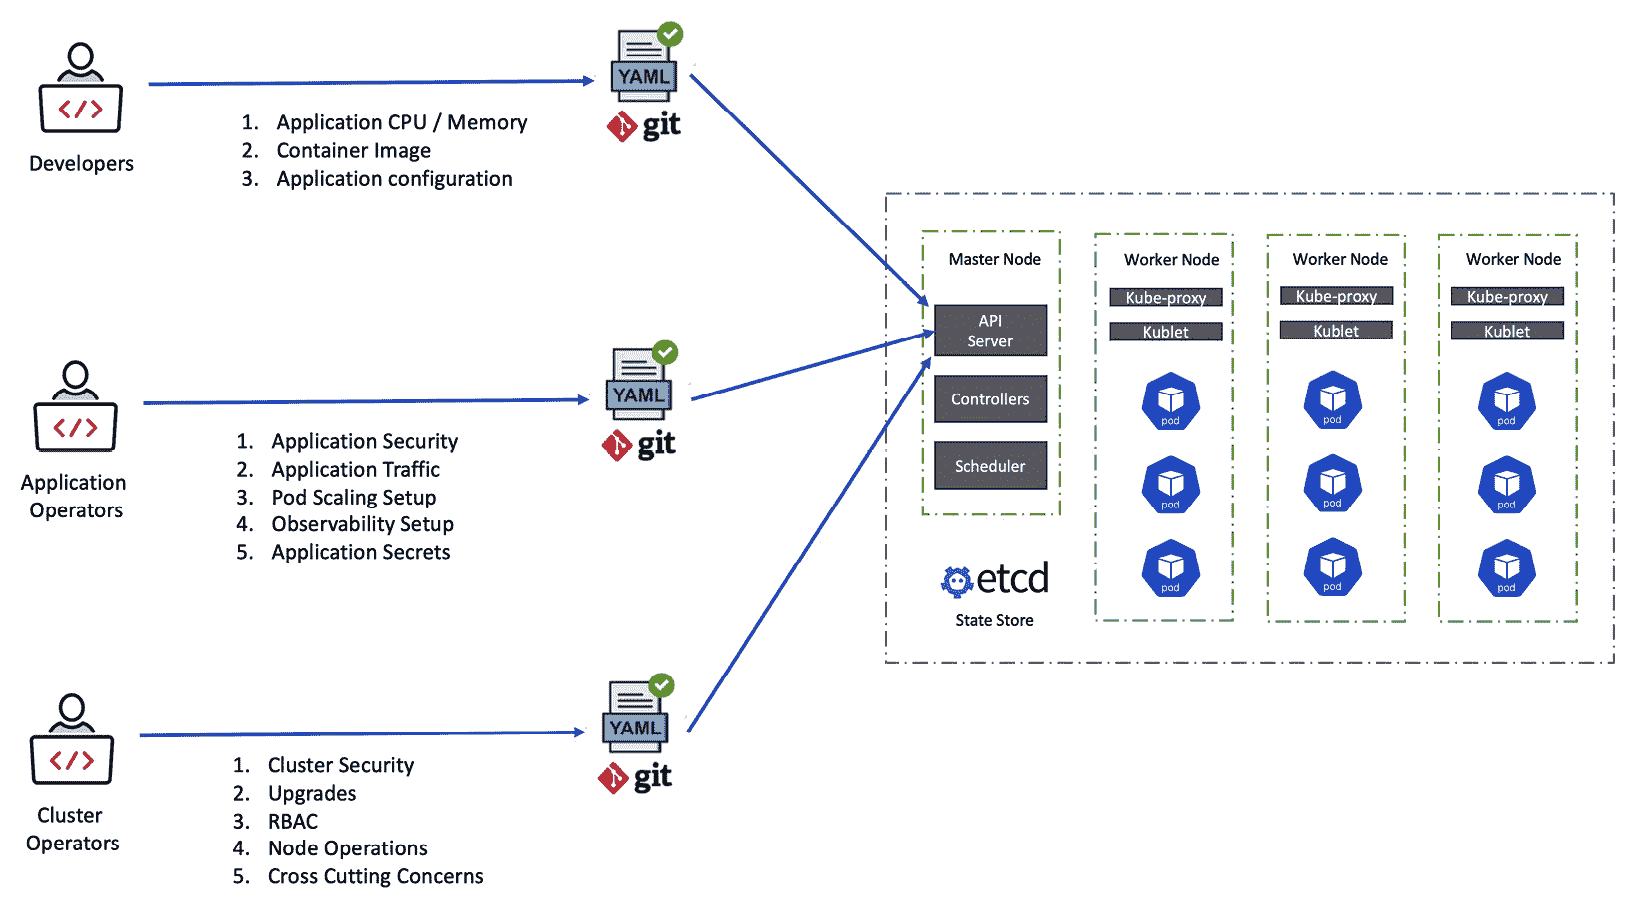 YAML
git
</>
Developers
1. Application CPU / Memory
2. Container Image
3. Application configuration
YAML
git
</>
Application
Operators
1. Application Security
2. Application Traffic
3. Pod Scaling Setup
4. Observability Setup
5. Application Secrets
YAML
git
</>
Cluster
Operators
1. Cluster Security
2. Upgrades
3. RBAC
4. Node Operations
5. Cross Cutting Concerns
Master Node
API
Server
Controllers
Scheduler
etcd
State Store
Worker Node
Kube-proxy
Kublet
pod
pod
pod
Worker Node
Kube-proxy
Kublet
pod
pod
pod
Worker Node
Kube-proxy
Kublet
pod
pod
pod